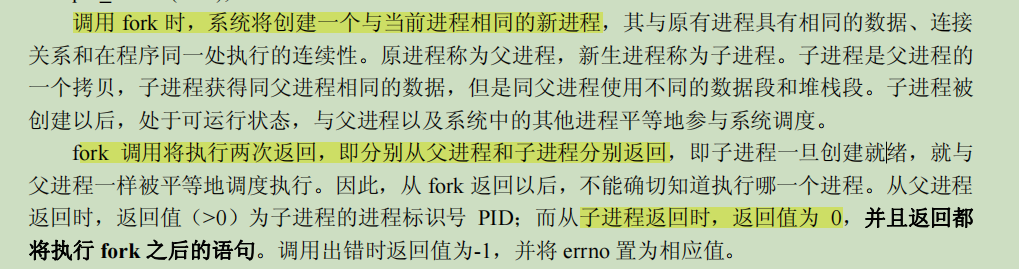 调用 fork 时，系统将创建一个与当前进程相同的新进程，其与原有进程具有相同的数据、连接
关系和在程序同一处执行的连续性。原进程称为父进程，新生进程称为子进程。子进程是父进程的
一个拷贝，子进程获得同父进程相同的数据，但是同父进程使用不同的数据段和堆栈段。子进程被
创建以后，处于可运行状态，与父进程以及系统中的其他进程平等地参与系统调度。
fork 调用将执行两次返回，即分别从父进程和子进程分别返回，即子进程一旦创建就绪，就与
父进程一样被平等地调度执行。因此，从 fork 返回以后，不能确切知道执行哪一个进程。从父进程
返回时，返回值（>0）为子进程的进程标识号 PID；而从子进程返回时，返回值为 0，并且返回都
将执行 fork 之后的语句。调用出错时返回值为-1，并将 errno 置为相应值。